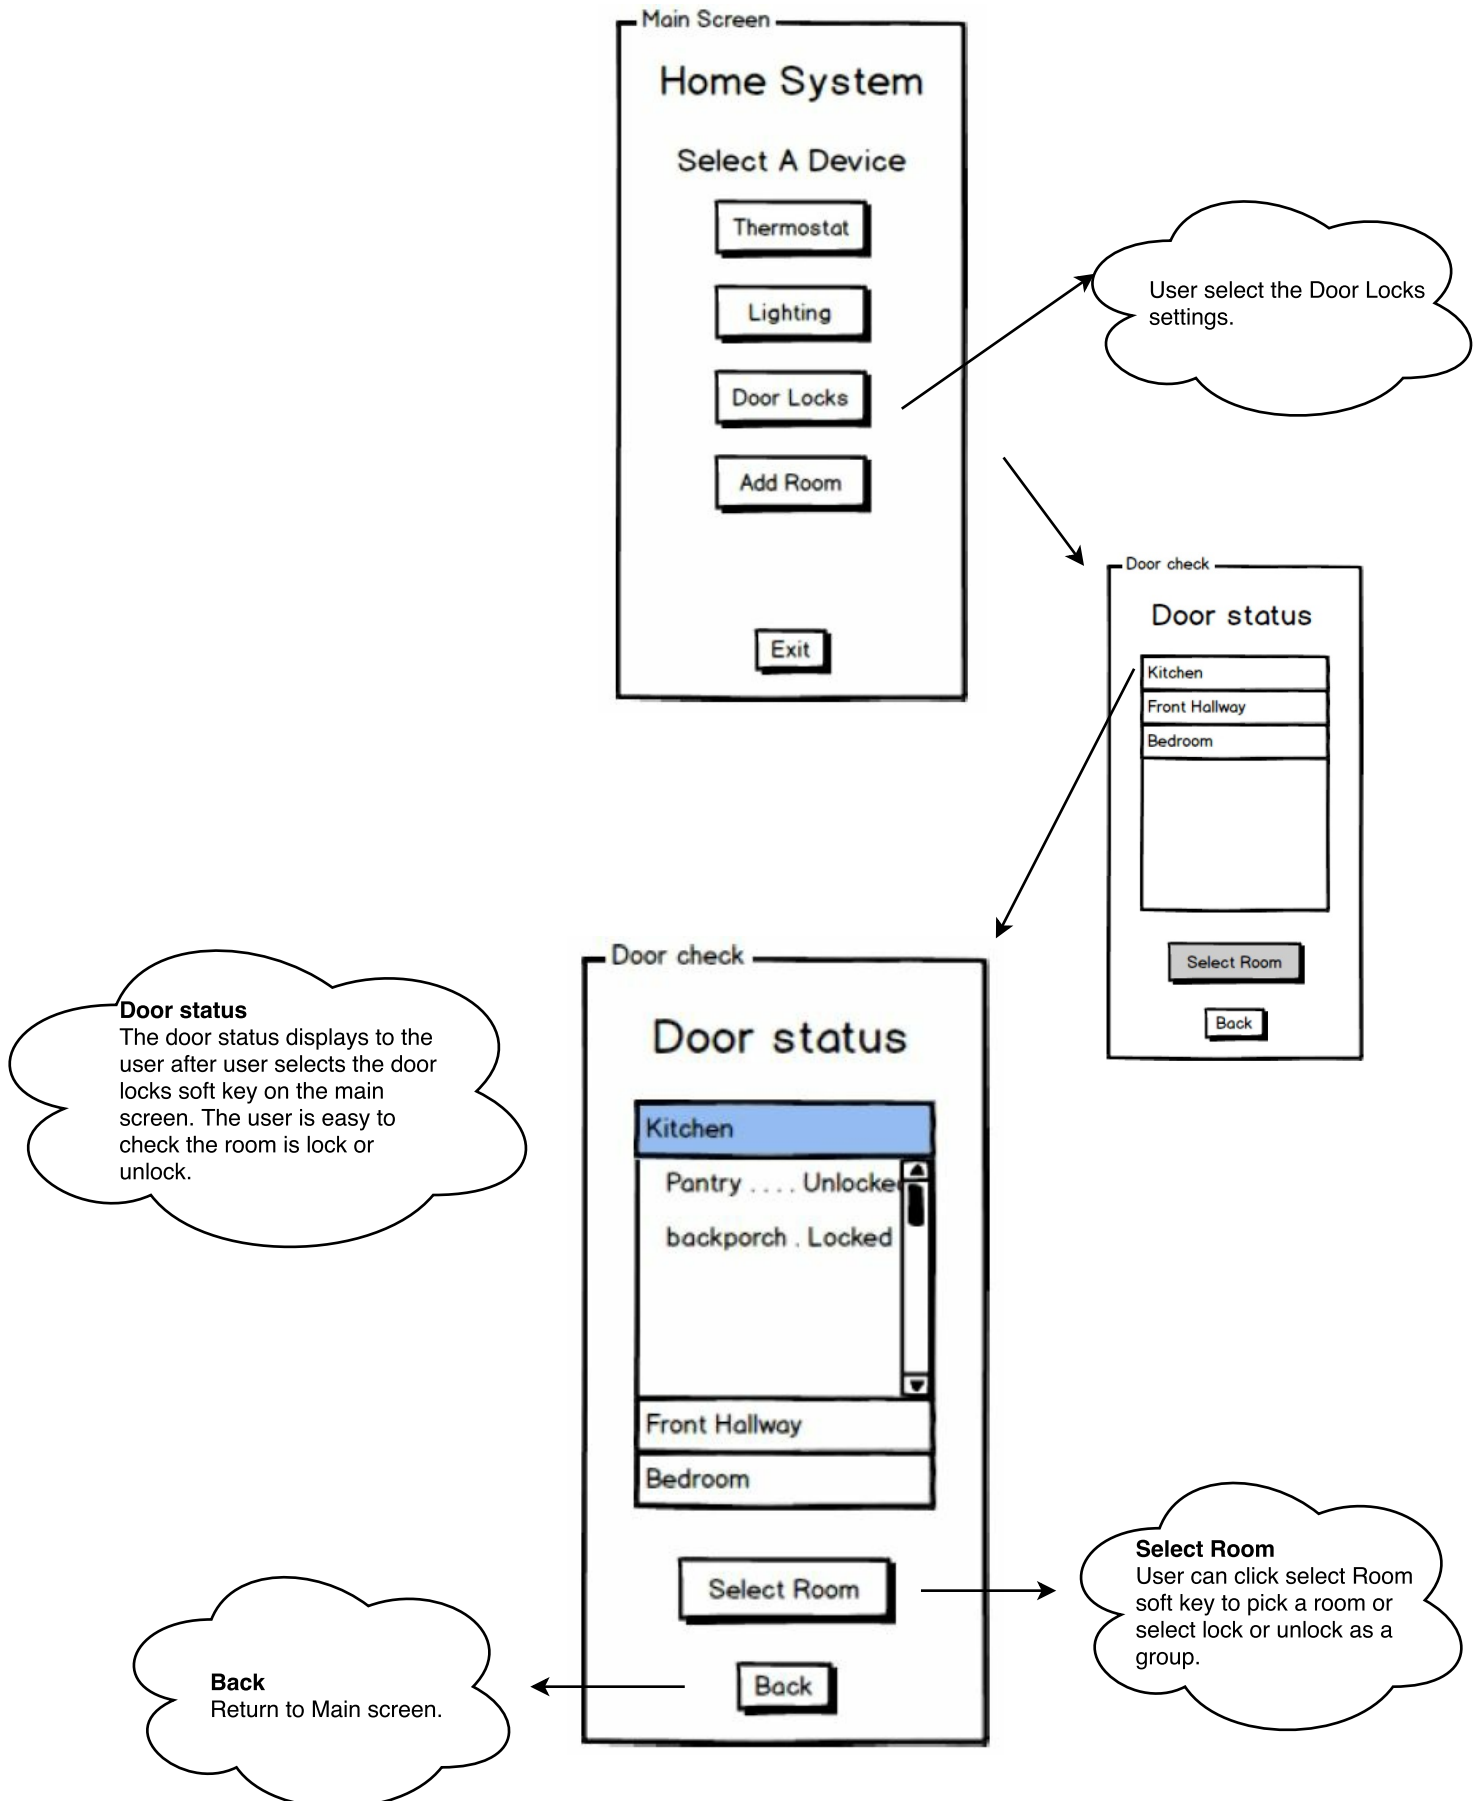 Main Screen
Home System
Select A Device
Thermostat
Lighting
Door Locks
Add Room
Exit
User select the Door Locks
settings.
Door check
Door status
Kitchen
Front Hallway
Bedroom
Select Room
Back
Door status
The door status displays to the
user after user selects the door
locks soft key on the main
screen. The user is easy to
check the room is lock or
unlock.
Door check
Door status
Kitchen
Pantry .... Unlocked
backporch . Locked
Front Hallway
Bedroom
Select Room
Back
Select Room
User can click select Room
soft key to pick a room or
select lock or unlock as a
group.
Back
Return to Main screen.